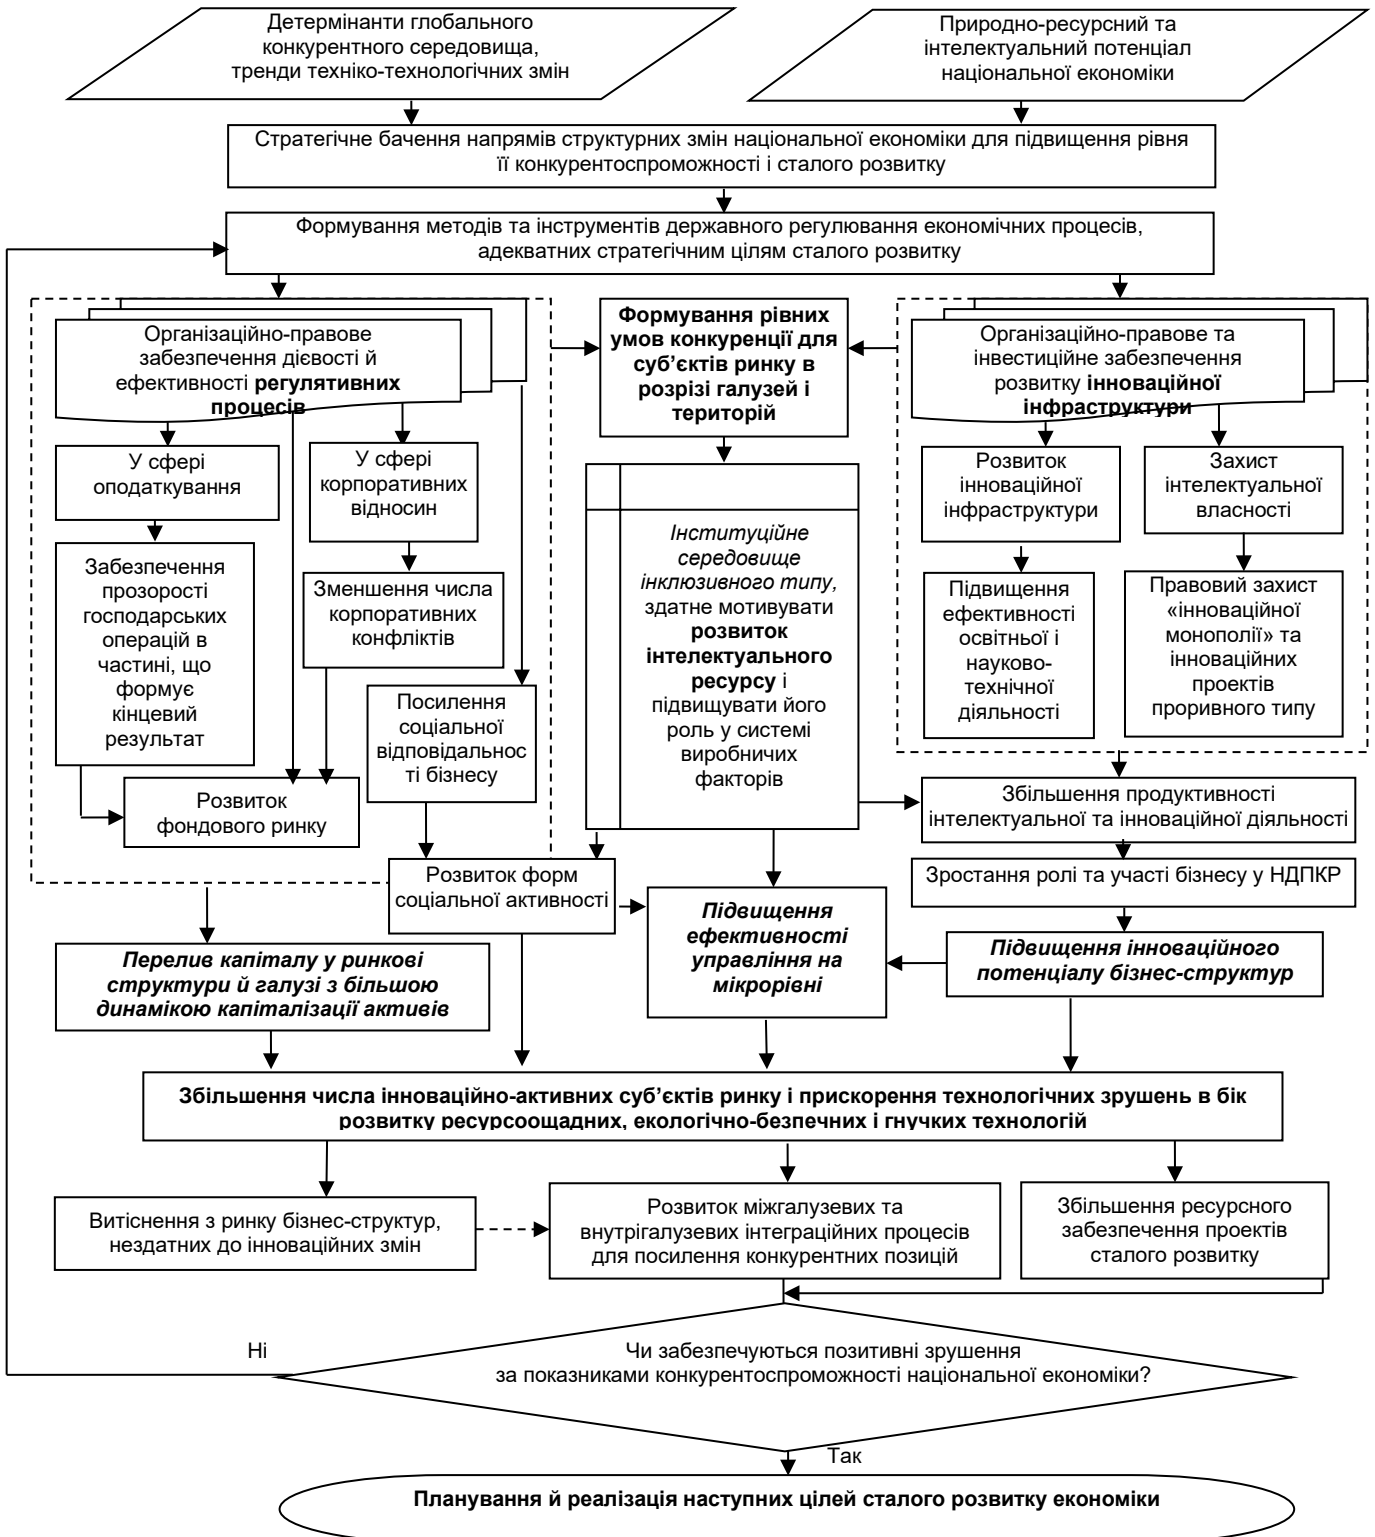 Детермінанти глобального
конкурентного середовища,
тренди техніко-технологічних змін
Природно-ресурсний та
інтелектуальний потенціал
національної економіки
Стратегічне бачення напрямів структурних змін національної економіки для підвищення рівня
її конкурентоспроможності і сталого розвитку
Формування методів та інструментів державного регулювання економічних процесів,
адекватних стратегічним цілям сталого розвитку
Організаційно-правове
забезпечення дієвості й
ефективності регулятивних
процесів
Формування рівних
умов конкуренції для
суб’єктів ринку в
розрізі галузей і
територій
Організаційно-правове та
інвестиційне забезпечення
розвитку інноваційної
інфраструктури
У сфері
оподаткування
У сфері
корпоративних
відносин
Розвиток
інноваційної
інфраструктури
Захист
інтелектуальної
власності
Забезпечення
прозорості
господарських
операцій в
частині, що
формує
кінцевий
результат
Зменшення числа
корпоративних
конфліктів
Інституційне
середовище
інклюзивного типу,
здатне мотивувати
розвиток
інтелектуального
ресурсу і
підвищувати його
роль у системі
виробничих
факторів
Підвищення
ефективності
освітньої і
науково-
технічної
діяльності
Правовий захист
«інноваційної
монополії» та
інноваційних
проектів
проривного типу
Посилення
соціальної
відповідальнос
ті бізнесу
Розвиток
фондового ринку
Збільшення продуктивності
інтелектуальної та інноваційної діяльності
Розвиток форм
соціальної активності
Зростання ролі та участі бізнесу у НДПКР
Підвищення
ефективності
управління на
мікрорівні
Перелив капіталу у ринкові
структури й галузі з більшою
динамікою капіталізації активів
Підвищення інноваційного
потенціалу бізнес-структур
Збільшення числа інноваційно-активних суб’єктів ринку і прискорення технологічних зрушень в бік
розвитку ресурсоощадних, екологічно-безпечних і гнучких технологій
Витіснення з ринку бізнес-структур,
нездатних до інноваційних змін
Розвиток міжгалузевих та
внутрігалузевих інтеграційних процесів
для посилення конкурентних позицій
Збільшення ресурсного
забезпечення проектів
сталого розвитку
Ні
Чи забезпечуються позитивні зрушення
за показниками конкурентоспроможності національної економіки?
Так
Планування й реалізація наступних цілей сталого розвитку економіки